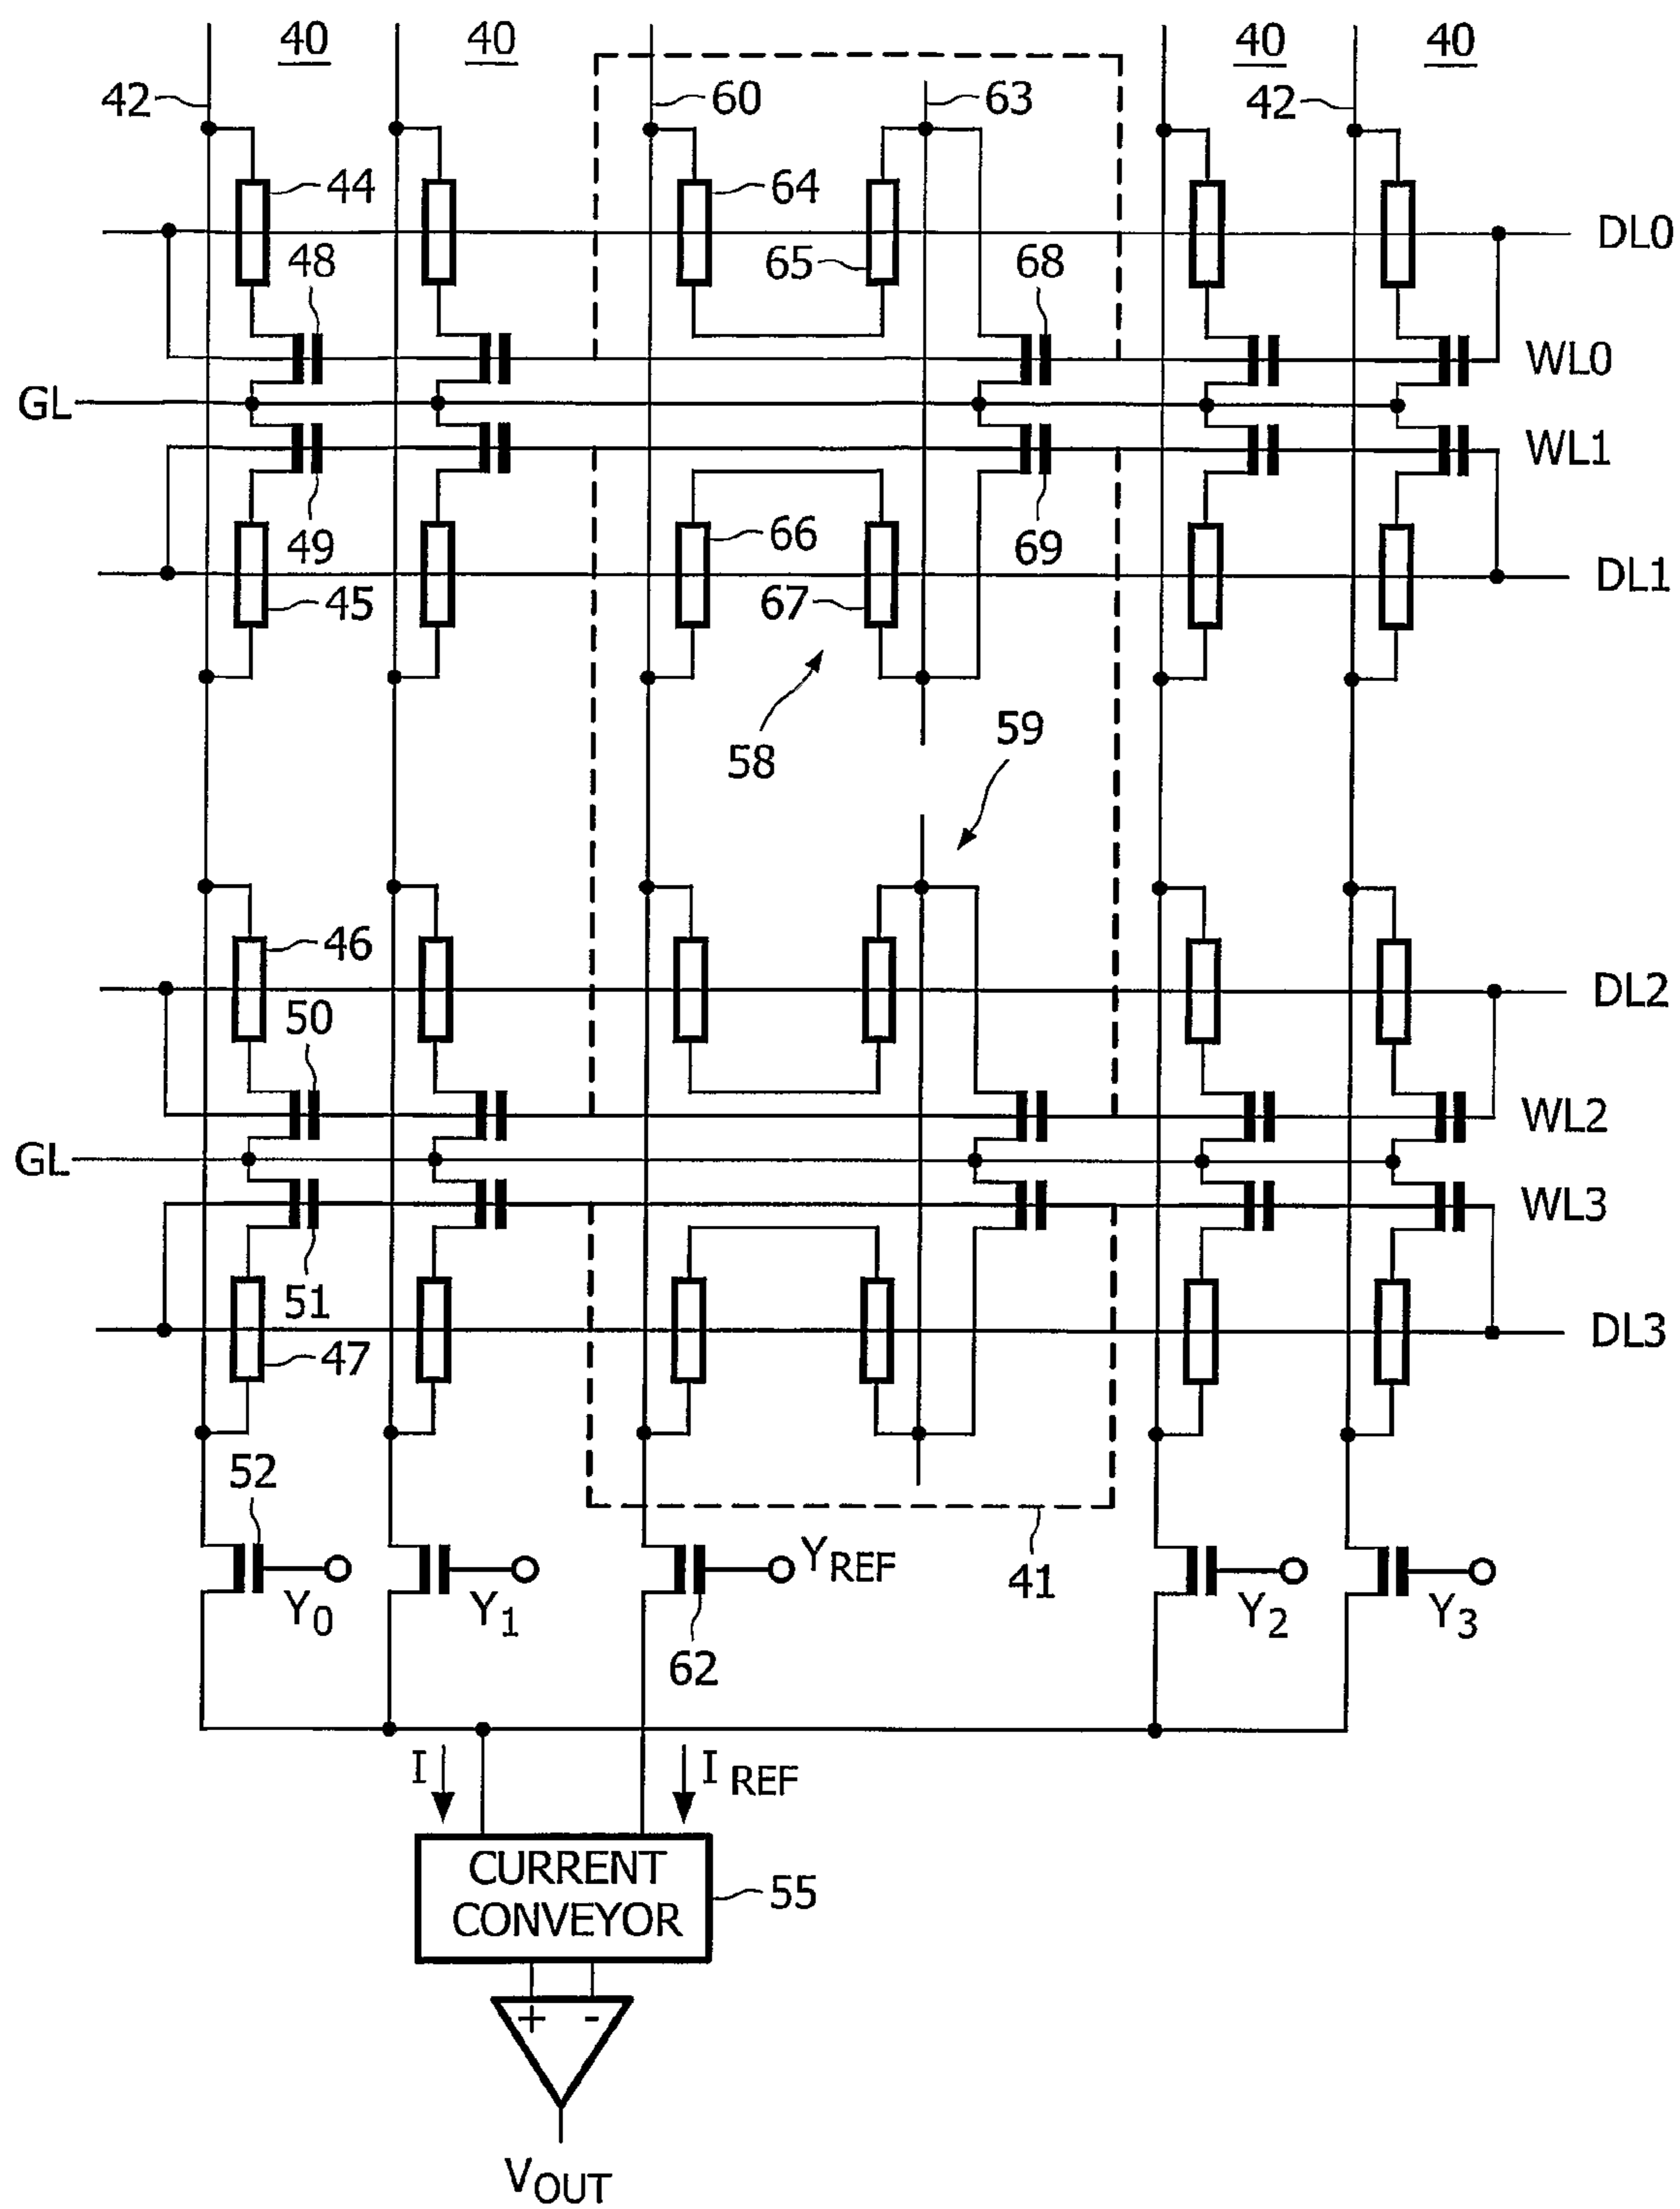 40 40 40 40
42 60 63 42
44 64
48 65 68 DL0
WL0
GL
WL1
49 66 69
45 67 DL1
58 59
46
50 DL2
WL2
GL
WL3
51
47 DL3
52
Y0 Y1 YREF 41 Y2 Y3
62
I I REF
CURRENT
CONVEYOR 55
+ -
VOUT